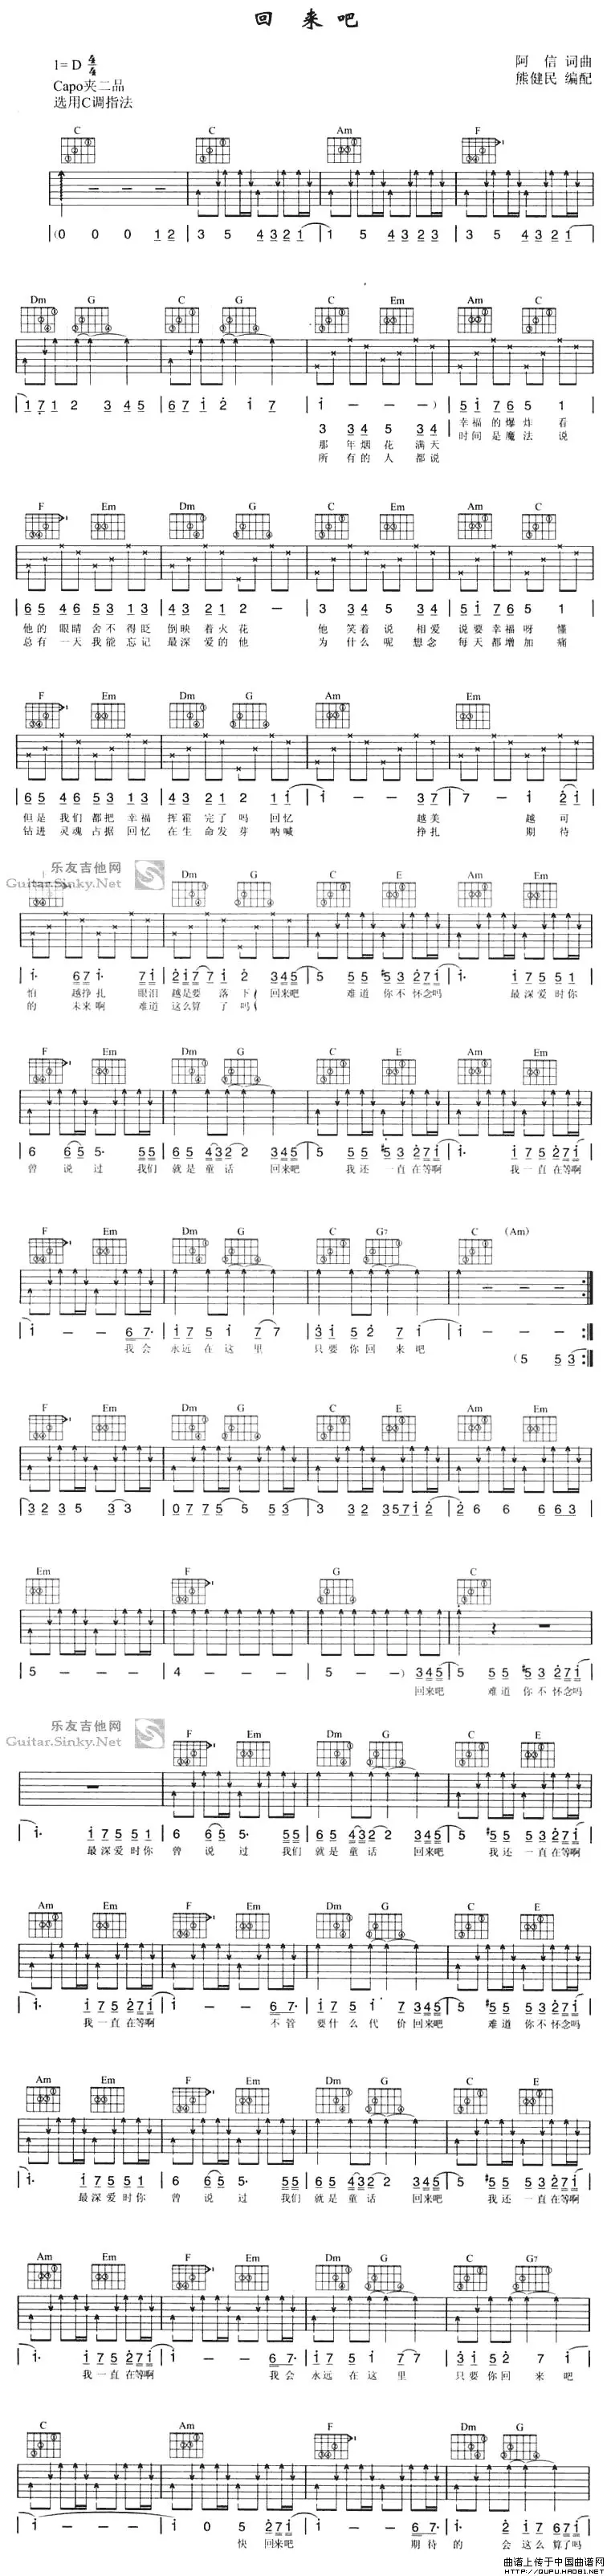 回 来 吧
1= D 4/4
阿 信 词曲
Capo夹二品
熊健民 编配
选用C调指法
C C Am F
(0 0 0 1 2 3 5 4 3 2 1 1 5 4 3 2 3 3 5 4 3 2 1
Dm G C G C Em Am C
1 7 1 2 3 4 5 6 7 i 2 i 7 i — — ) 5 i 7 6 5 1
3 3 4 5 3 4
幸 福 的 爆 炸 看
那 年 烟 花 满 天
时 间 是 魔 法 说
所 有 的 人 都 说
F Em Dm G C Em Am C
6 5 4 6 5 3 1 3 4 3 2 1 2 — 3 3 4 5 3 4 5 i 7 6 5 1
他的 眼睛 舍不 得眨 倒映 着火 花 他 笑着 说 相爱 说要 幸福 呀 懂
总有 一天 我能 忘记 最深 爱的 他 为 什么 呢 想念 每天 都增 加 痛
F Em Dm G Am Em
6 5 4 6 5 3 1 3 4 3 2 1 2 1 i i — — 3 7 7 — i 2 i
但是 我们 都把 幸福 挥霍 完了 吗 回忆 越美 越 可
钻进 灵魂 占据 回忆 在生 命发 芽 呐喊 挣扎 期 待
乐友吉他网
Guitar.Sinky.Net
Dm G C E Am Em
i· 6 7 i· 7 i 2 i 7 7 i 2 3 4 5 5 5 5 #5 3 2 7 i i· i 7 5 5 1
怕 越挣扎 眼泪 越是要 落 下 回来吧 难道 你不怀念吗 最深爱时你
的 未来啊 难道 这么算 了 吗
F Em Dm G C E Am Em
6 6 5 5· 5 5 6 5 4 3 2 2 3 4 5 5 #5 5 5 3 2 7 i i· i 7 5 2 7 i
曾 说 过 我们 就是 童 话 回来吧 我还 一直在等啊 我一直在等啊
F Em Dm G C G7 C (Am)
i — — 6 7· i 7 5 i 7 7 3 i 5 2 7 i i — — —
我会 永远 在 这 里 只要 你回 来 吧
(5 5 5 3
F Em Dm G C E Am Em
3 2 3 5 3 3 0 7 7 5 5 5 3 3 3 2 3 5 7 i 2 2 6 6 6 6 3
Em F G C
5 — — — 4 — — — 5 — — ) 3 4 5 5 5 5 5 3 2 7 i
回来吧 难道 你不怀念吗
乐友吉他网
Guitar.Sinky.Net
F Em Dm G C E
i· i 7 5 5 1 6 6 5 5· 5 5 6 5 4 3 2 2 3 4 5 5 #5 5 5 3 2 7 i
最深爱时你 曾 说 过 我们 就是 童 话 回来吧 我还 一直在等啊
Am Em F Em Dm G C E
i· i 7 5 2 7 i i — — 6 7· i 7 5 i· 7 3 4 5 5 #5 5 5 3 2 7 i
我一直在等啊 不管 要什 么 代 价 回来吧 难道 你不怀念吗
Am Em F Em Dm G C E
i· i 7 5 5 1 6 6 5 5· 5 5 6 5 4 3 2 2 3 4 5 5 #5 5 5 3 2 7 i
最深爱时你 曾 说 过 我们 就是 童 话 回来吧 我还 一直在等啊
Am Em F Em Dm G C G7
i· i 7 5 2 7 i i· — — 6 7· i 7 5 i 7 7 3 i 5 2 7 i
我一直在等啊 我会 永远 在 这 里 只要 你回 来 吧
C Am F Dm G
i — — — i 0 5 2 7 i i — — 6 7 i i 7 5 2 7 i
快 回来吧 期待 的 会 这么 算了吗
曲谱上传于中国曲谱网
HTTP://QUPU.HAO81.NET